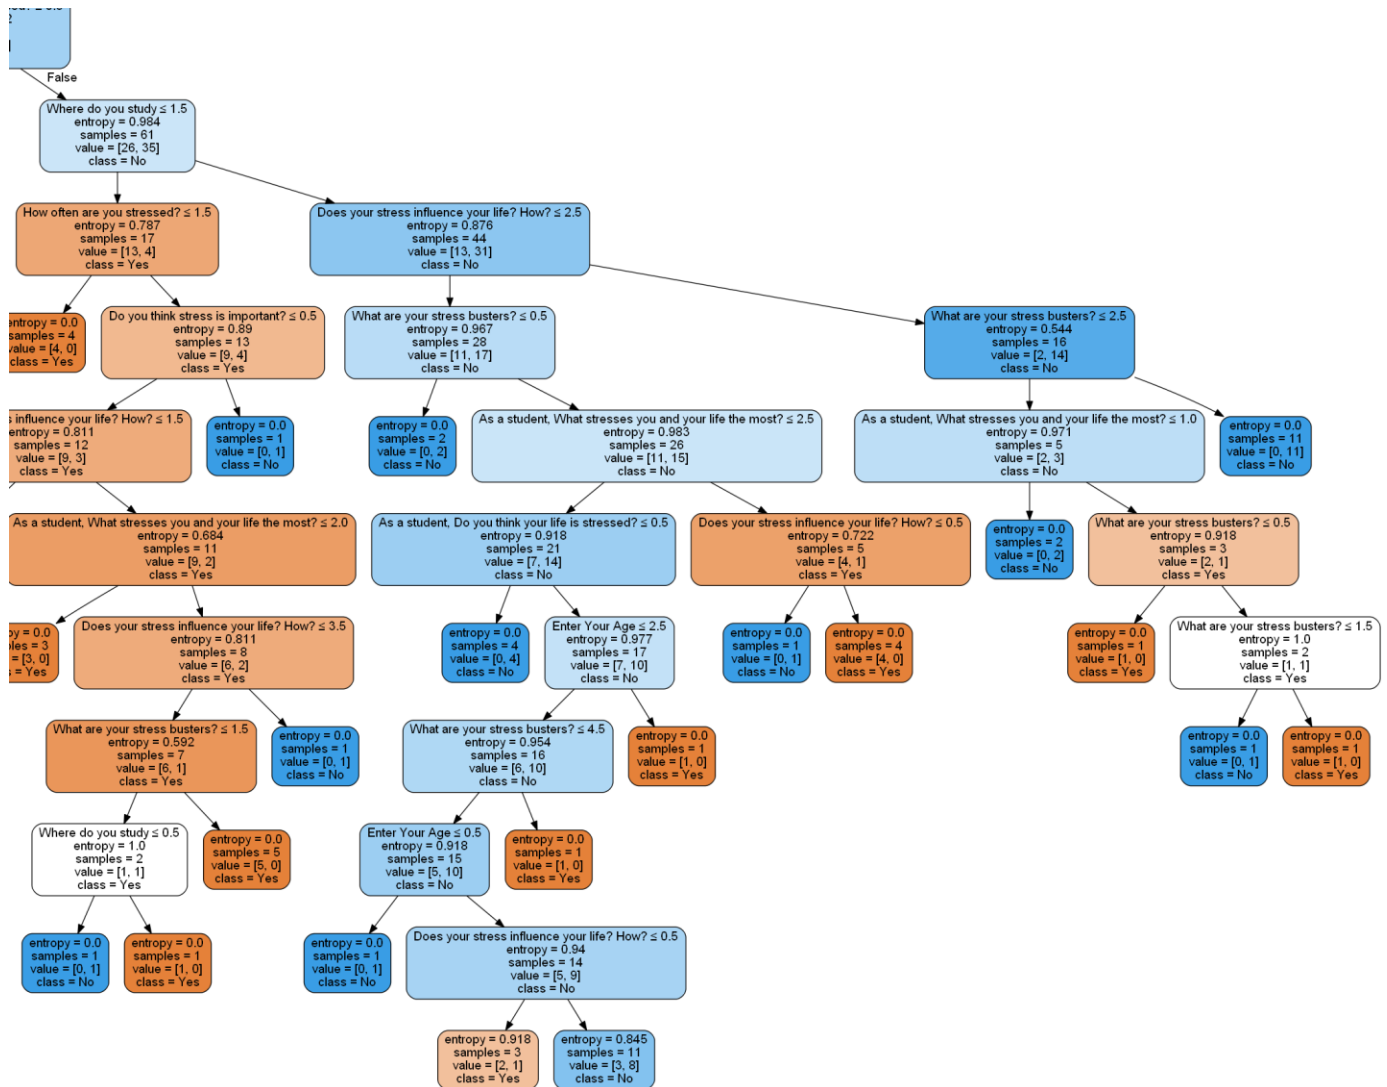 2
]
False
Where do you study ≤ 1.5
entropy = 0.984
samples = 61
value = [26, 35]
class = No
How often are you stressed? ≤ 1.5
entropy = 0.787
samples = 17
value = [13, 4]
class = Yes
Does your stress influence your life? How? ≤ 2.5
entropy = 0.876
samples = 44
value = [13, 31]
class = No
entropy = 0.0
samples = 4
value = [4, 0]
class = Yes
Do you think stress is important? ≤ 0.5
entropy = 0.89
samples = 13
value = [9, 4]
class = Yes
What are your stress busters? ≤ 0.5
entropy = 0.967
samples = 28
value = [11, 17]
class = No
What are your stress busters? ≤ 2.5
entropy = 0.544
samples = 16
value = [2, 14]
class = No
s influence your life? How? ≤ 1.5
entropy = 0.811
samples = 12
value = [9, 3]
class = Yes
entropy = 0.0
samples = 1
value = [0, 1]
class = No
entropy = 0.0
samples = 2
value = [0, 2]
class = No
As a student, What stresses you and your life the most? ≤ 2.5
entropy = 0.983
samples = 26
value = [11, 15]
class = No
As a student, What stresses you and your life the most? ≤ 1.0
entropy = 0.971
samples = 5
value = [2, 3]
class = No
entropy = 0.0
samples = 11
value = [0, 11]
class = No
As a student, What stresses you and your life the most? ≤ 2.0
entropy = 0.684
samples = 11
value = [9, 2]
class = Yes
As a student, Do you think your life is stressed? ≤ 0.5
entropy = 0.918
samples = 21
value = [7, 14]
class = No
Does your stress influence your life? How? ≤ 0.5
entropy = 0.722
samples = 5
value = [4, 1]
class = Yes
entropy = 0.0
samples = 2
value = [0, 2]
class = No
What are your stress busters? ≤ 0.5
entropy = 0.918
samples = 3
value = [2, 1]
class = Yes
py = 0.0
es = 3
= [3, 0]
= Yes
Does your stress influence your life? How? ≤ 3.5
entropy = 0.811
samples = 8
value = [6, 2]
class = Yes
entropy = 0.0
samples = 4
value = [0, 4]
class = No
Enter Your Age ≤ 2.5
entropy = 0.977
samples = 17
value = [7, 10]
class = No
entropy = 0.0
samples = 1
value = [0, 1]
class = No
entropy = 0.0
samples = 4
value = [4, 0]
class = Yes
entropy = 0.0
samples = 1
value = [1, 0]
class = Yes
What are your stress busters? ≤ 1.5
entropy = 1.0
samples = 2
value = [1, 1]
class = Yes
What are your stress busters? ≤ 1.5
entropy = 0.592
samples = 7
value = [6, 1]
class = Yes
entropy = 0.0
samples = 1
value = [0, 1]
class = No
What are your stress busters? ≤ 4.5
entropy = 0.954
samples = 16
value = [6, 10]
class = No
entropy = 0.0
samples = 1
value = [1, 0]
class = Yes
entropy = 0.0
samples = 1
value = [0, 1]
class = No
entropy = 0.0
samples = 1
value = [1, 0]
class = Yes
Where do you study ≤ 0.5
entropy = 1.0
samples = 2
value = [1, 1]
class = Yes
entropy = 0.0
samples = 5
value = [5, 0]
class = Yes
Enter Your Age ≤ 0.5
entropy = 0.918
samples = 15
value = [5, 10]
class = No
entropy = 0.0
samples = 1
value = [1, 0]
class = Yes
entropy = 0.0
samples = 1
value = [0, 1]
class = No
entropy = 0.0
samples = 1
value = [1, 0]
class = Yes
entropy = 0.0
samples = 1
value = [0, 1]
class = No
Does your stress influence your life? How? ≤ 0.5
entropy = 0.94
samples = 14
value = [5, 9]
class = No
entropy = 0.918
samples = 3
value = [2, 1]
class = Yes
entropy = 0.845
samples = 11
value = [3, 8]
class = No